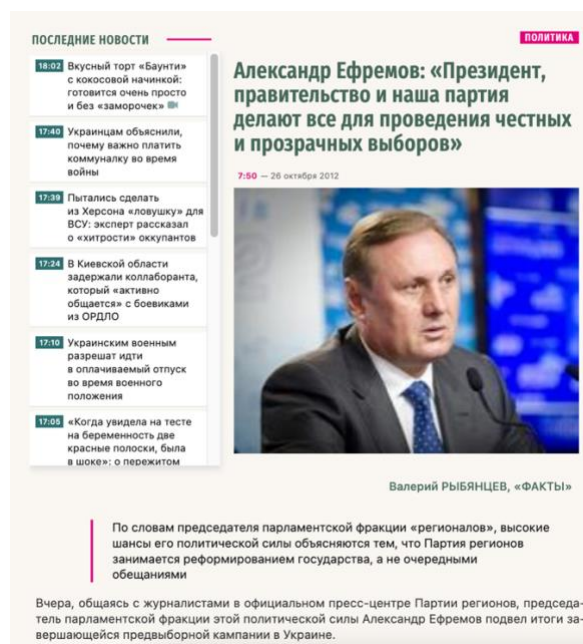 ПОСЛЕДНИЕ НОВОСТИ
18:02 Вкусный торт «Баунти»
с кокосовой начинкой:
готовится очень просто
и без «заморочек»
17:40 Украинцам объяснили,
почему важно платить
коммуналку во время
войны
17:39 Пытались сделать
из Херсона «ловушку» для
ВСУ: эксперт рассказал
о «хитрости» оккупантов
17:24 В Киевской области
задержали коллаборанта,
который «активно
общается» с боевиками
из ОРДЛО
17:10 Украинским военным
разрешат идти
в оплачиваемый отпуск
во время военного
положения
17:05 «Когда увидела на тесте
на беременность две
красные полоски, была
в шоке»: о пережитом
ПОЛИТИКА
Александр Ефремов: «Президент,
правительство и наша партия
делают все для проведения честных
и прозрачных выборов»
7:50 — 26 октября 2012
Валерий РЫБЯНЦЕВ, «ФАКТЫ»
По словам председателя парламентской фракции «регионалов», высокие
шансы его политической силы объясняются тем, что Партия регионов
занимается реформированием государства, а не очередными
обещаниями
Вчера, общаясь с журналистами в официальном пресс-центре Партии регионов, председа-
тель парламентской фракции этой политической силы Александр Ефремов подвел итоги за-
вершающейся предвыборной кампании в Украине.